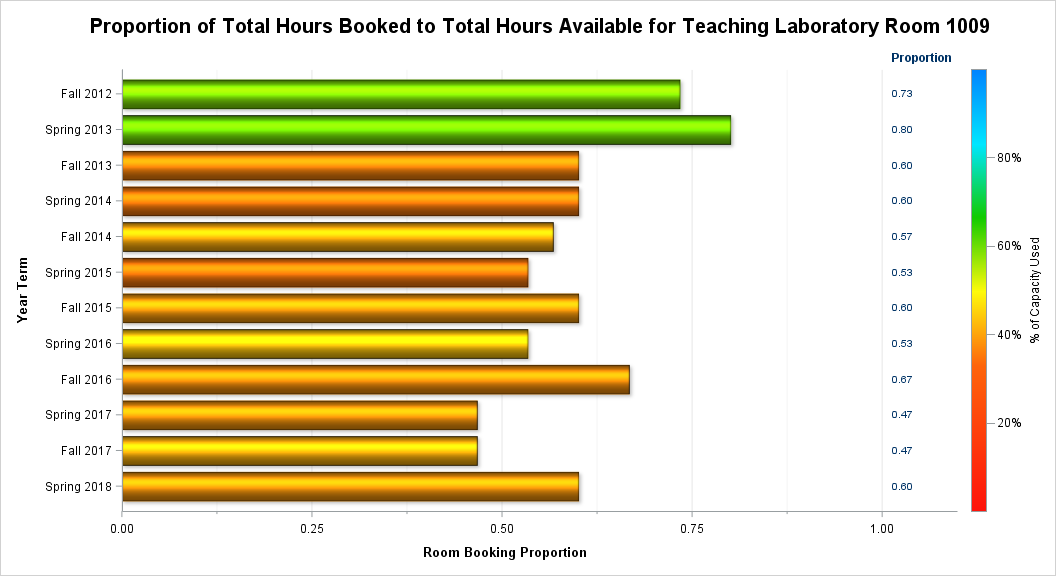 Proportion of Total Hours Booked to Total Hours Available for Teaching Laboratory Room 1009
Proportion
Fall 2012 0.73
Spring 2013 0.80
Fall 2013 0.60
Spring 2014 0.60
Fall 2014 0.57
Spring 2015 0.53
Fall 2015 0.60
Spring 2016 0.53
Fall 2016 0.67
Spring 2017 0.47
Fall 2017 0.47
Spring 2018 0.60
Year Term
0.00 0.25 0.50 0.75 1.00
Room Booking Proportion
80%
60%
40%
20%
% of Capacity Used